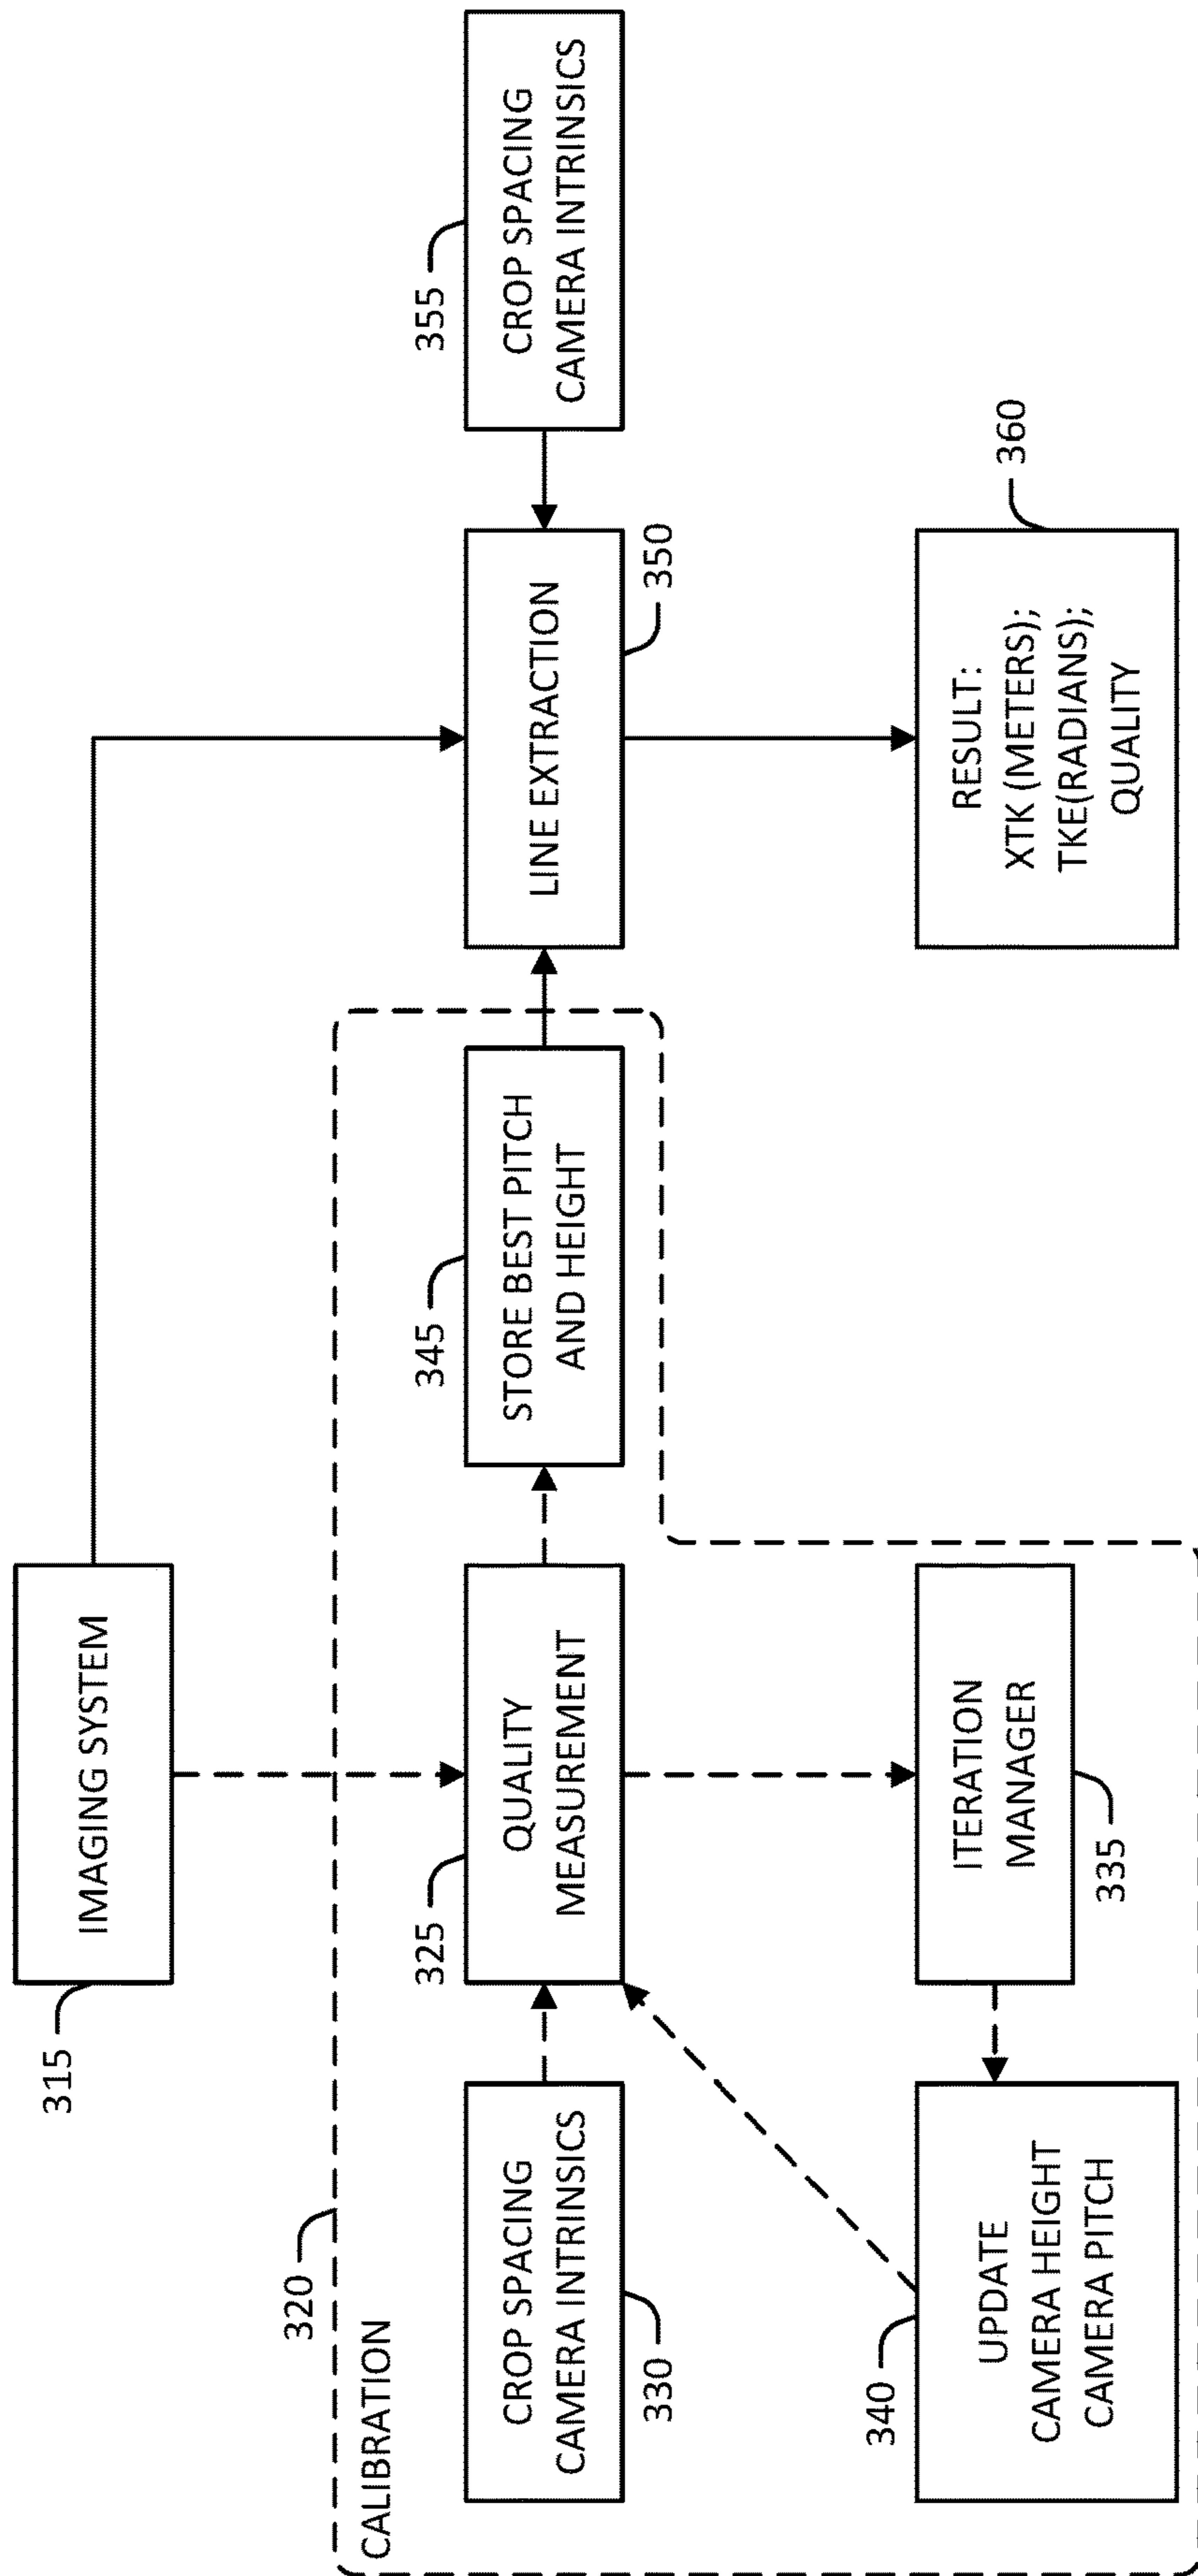 315
IMAGING SYSTEM
320
CALIBRATION
330
CROP SPACING
CAMERA INTRINSICS
325
QUALITY
MEASUREMENT
345
STORE BEST PITCH
AND HEIGHT
LINE EXTRACTION
350
355
CROP SPACING
CAMERA INTRINSICS
340
UPDATE
CAMERA HEIGHT
CAMERA PITCH
ITERATION
MANAGER
335
RESULT:
XTK (METERS);
TKE(RADIANS);
QUALITY
360